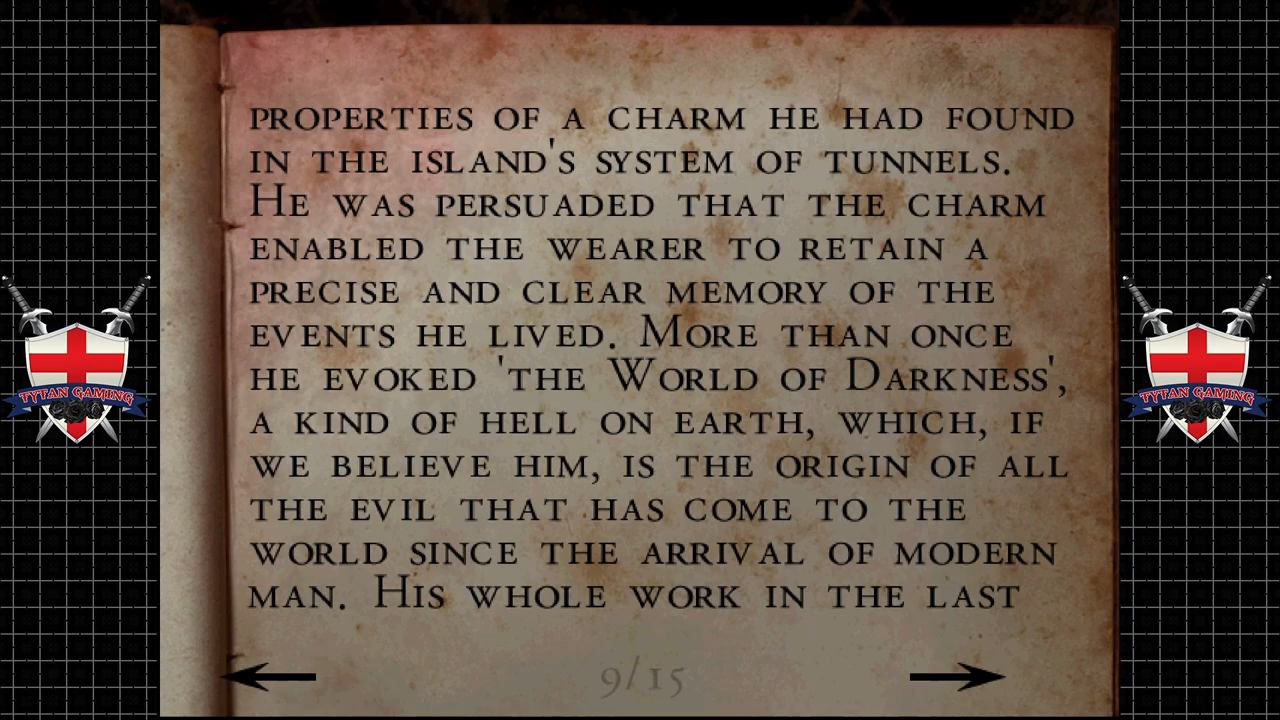 PROPERTIES OF A CHARM HE HAD FOUND
IN THE ISLAND'S SYSTEM OF TUNNELS.
HE WAS PERSUADED THAT THE CHARM
ENABLED THE WEARER TO RETAIN A
PRECISE AND CLEAR MEMORY OF THE
EVENTS HE LIVED. MORE THAN ONCE
HE EVOKED 'THE WORLD OF DARKNESS',
A KIND OF HELL ON EARTH, WHICH, IF
WE BELIEVE HIM, IS THE ORIGIN OF ALL
THE EVIL THAT HAS COME TO THE
WORLD SINCE THE ARRIVAL OF MODERN
MAN. HIS WHOLE WORK IN THE LAST
9/15
TYTAN GAMING
TYTAN GAMING